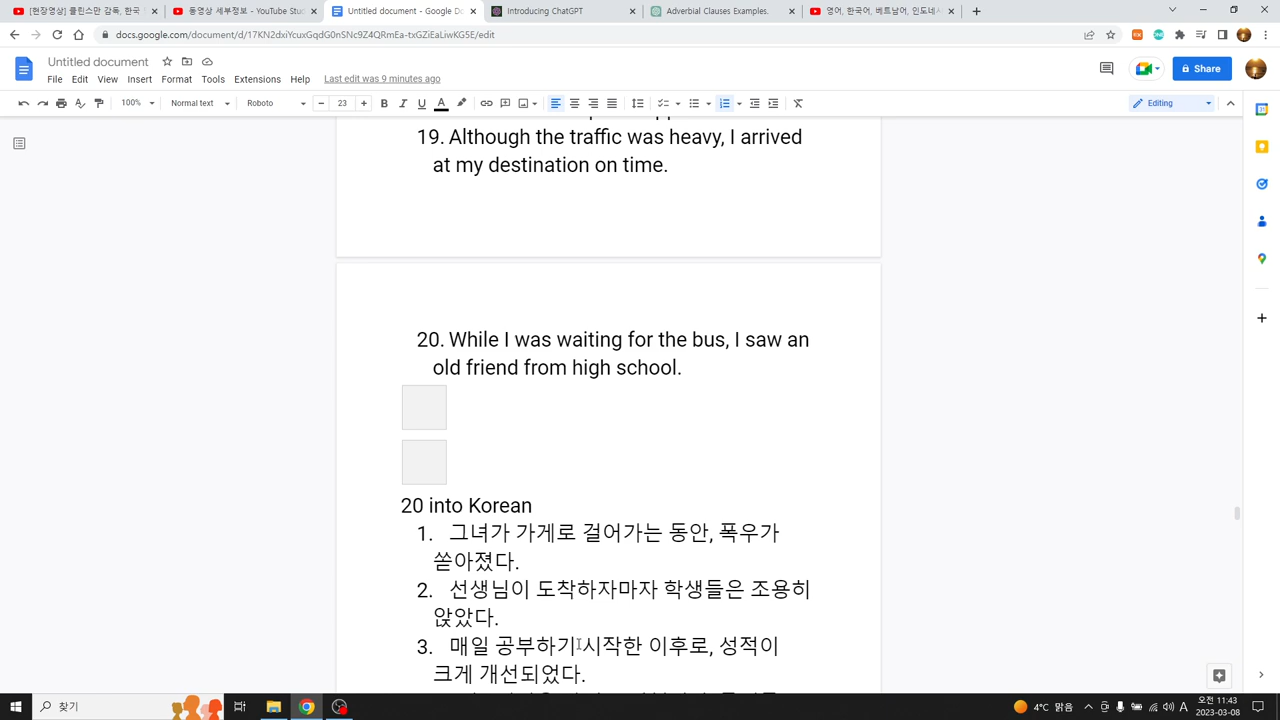 [현장영상] 클린스만 감독, 한국
동영상 세부정보 - YouTube Stu
Untitled document - Google Do
Introducing ChatGPT
Adverbial Clauses Examples.
영어, 한국어, 베트남어, 인도네시
docs.google.com/document/d/17KN2dxiYcuxGqdG0nSNc9Z4QRmEa-txGZiEaLiwKG5E/edit
Untitled document
File Edit View Insert Format Tools Extensions Help Last edit was 9 minutes ago
Share
100% Normal text Roboto 23 Editing
19. Although the traffic was heavy, I arrived
at my destination on time.
20. While I was waiting for the bus, I saw an
old friend from high school.
20 into Korean
1. 그녀가 가게로 걸어가는 동안, 폭우가
쏟아졌다.
2. 선생님이 도착하자마자 학생들은 조용히
앉았다.
3. 매일 공부하기 시작한 이후로, 성적이
크게 개선되었다.
찾기
4°C 맑음
A
오전 11:43
2023-03-08